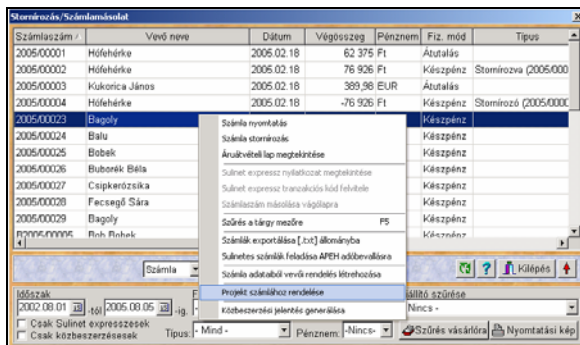 Stornírozás/Számlamásolat
Számlaszám Vevő neve Dátum Végösszeg Pénznem Fiz. mód Típus
2005/00001 Hófehérke 2005.02.18 62 375 Ft Átutalás
2005/00002 Hófehérke 2005.02.18 76 926 Ft Készpénz Stornírozva (2005/000
2005/00003 Kukorica János 2005.02.18 389,98 EUR Átutalás
2005/00004 Hófehérke 2005.02.18 -76 926 Ft Készpénz Stornírozó (2005/0000
2005/00023 Bagoly Készpénz
2005/00024 Balu Készpénz
2005/00025 Bobek Készpénz
2005/00026 Buborék Béla Készpénz
2005/00027 Csipkerózsika Készpénz
2005/00028 Fecsegő Sára Készpénz
2005/00029 Bagoly Készpénz
B2005/00005 Bob Bobek Készpénz
Számla nyomtatás
Számla stornírozás
Áruátvételi lap megtekintése
Sulinet expressz nyilatkozat megtekintése
Sulinet expressz tranzakciós kód felvitele
Számlaszám másolása vágólapra
Szűrés a tárgy mezőre F5
Számlák exportálása [.txt] állományba
Sulinetes számlák feladása APEH adóbevallásra
Számla adataiból vevői rendelés létrehozása
Projekt számlához rendelése
Közbeszerzési jelentés generálása
Számla
Kilépés
Időszak F állító szűrése
2002.08.01 -tól 2005.08.05 -ig. Nincs -
Csak Sulinet expresszesek
Csak közbeszerzésesek
Típus: - Mind - Pénznem: -Nincs- Szűrés vásárlóra Nyomtatási kép